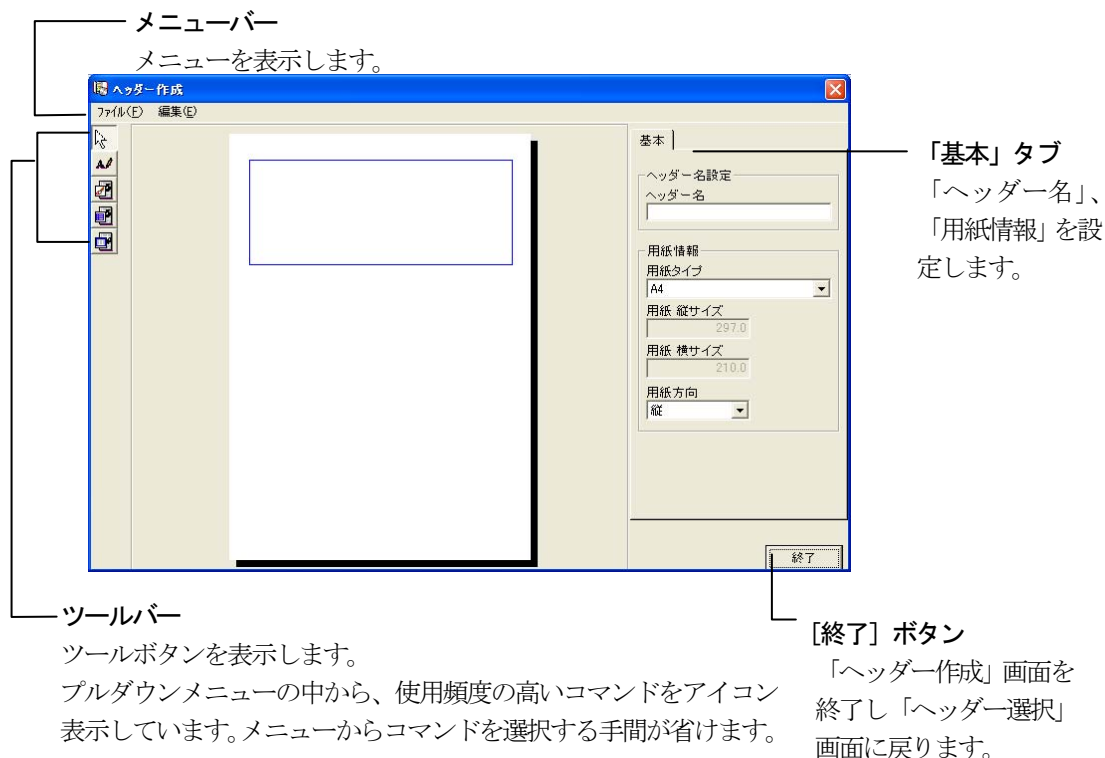 メニューバー
メニューを表示します。
ヘッダー作成
ファイル(F) 編集(E)
基本
ヘッダー名設定
ヘッダー名
用紙情報
用紙タイプ
A4
用紙 縦サイズ
297.0
用紙 横サイズ
210.0
用紙方向
縦
終了
「基本」タブ
「ヘッダー名」、
「用紙情報」を設
定します。
ツールバー
ツールボタンを表示します。
プルダウンメニューの中から、使用頻度の高いコマンドをアイコン
表示しています。メニューからコマンドを選択する手間が省けます。
[終了] ボタン
「ヘッダー作成」画面を
終了し「ヘッダー選択」
画面に戻ります。